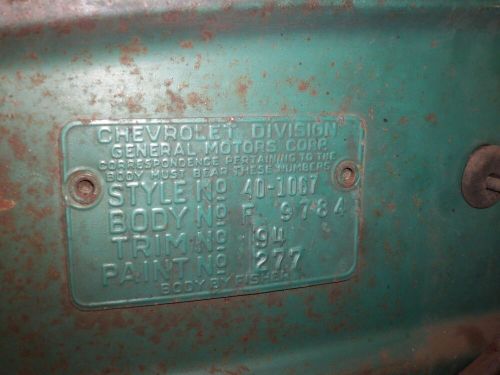 CHEVROLET DIVISION
GENERAL MOTORS CORP.
CORRESPONDENCE PERTAINING TO THE
BODY MUST BEAR THESE NUMBERS
STYLE NO 40-1067
BODY NO F 9784
TRIM NO 94
PAINT NO 277
BODY BY FISHER